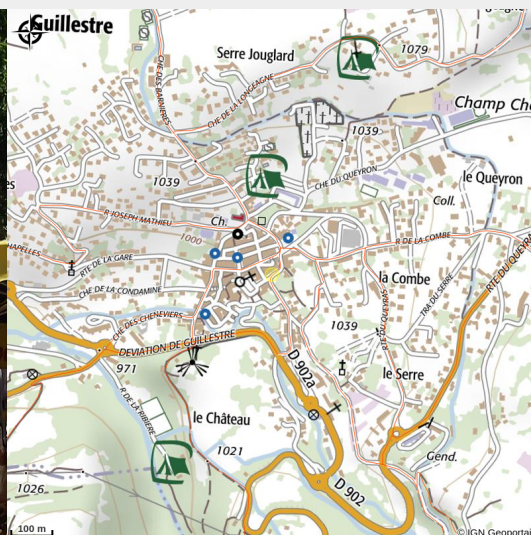 Guillestre
Serre Jouglard
1079
CHE DES BARNIERES
CHE DE LA LONGEAGNE
Champ Che
1039
1039
CHE DU QUEYRON
le Queyron
Coll.
R JOSEPH MATHIEU
Ch.
1000
CHAPELLES
RTE DE LA GARE
R DE LA COMBE
la Combe
CHE DE LA CONDAMINE
TRA DU SERRE
RTE DU QUEYRA
CHE DES CHENEVIERS
1039
DEVIATION DE GUILLESTRE
971
D 902a
le Serre
R DE LA RIBIERE
le Château
1021
Gend.
D 902
1026
100 m
© IGN Geoportai